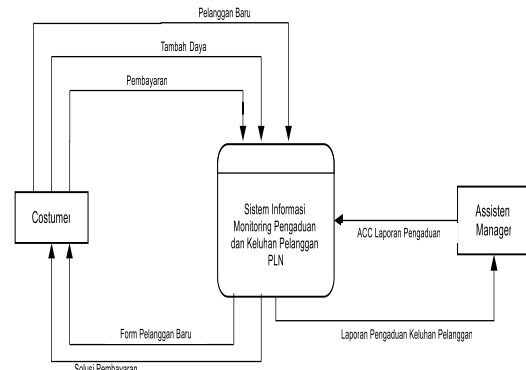 Pelanggan Baru
Tambah Daya
Pembayaran
Costumer
Sistem Informasi
Monitoring Pengaduan
dan Keluhan Pelanggan
PLN
Assisten
Manager
ACC Laporan Pengaduan
Form Pelanggan Baru
Laporan Pengaduan Keluhan Pelanggan
Solusi Pembayaran